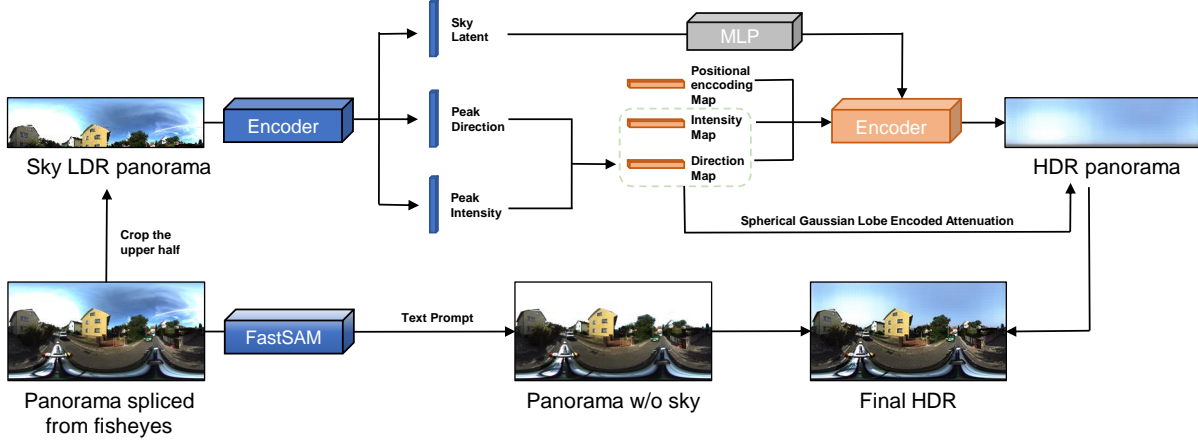 Sky
Latent
MLP
Positional
enccoding
Map
Encoder
Peak
Direction
Intensity
Map
Encoder
Sky LDR panorama
Direction
Map
HDR panorama
Peak
Intensity
Spherical Gaussian Lobe Encoded Attenuation
Crop the
upper half
FastSAM
Text Prompt
Panorama spliced
from fisheyes
Panorama w/o sky
Final HDR